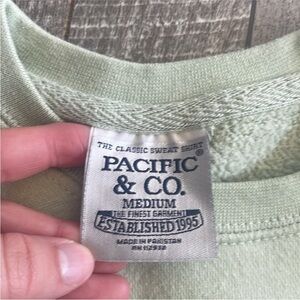 THE CLASSIC SWEAT SHIRT
PACIFIC®
& CO.
MEDIUM
THE FINEST GARMENT
ESTABLISHED 1995
MADE IN PAKISTAN